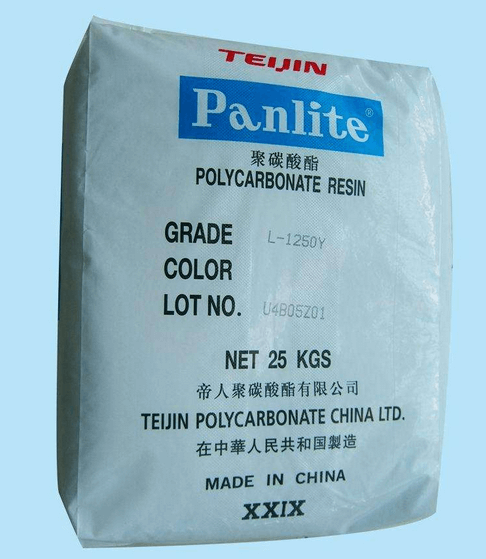 TEIJIN
Panlite®
聚碳酸酯
POLYCARBONATE RESIN
GRADE L-1250Y
COLOR
LOT NO. U4B05Z01
NET 25 KGS
帝人聚碳酸酯有限公司
TEIJIN POLYCARBONATE CHINA LTD.
在中華人民共和国製造
MADE IN CHINA
XXIX